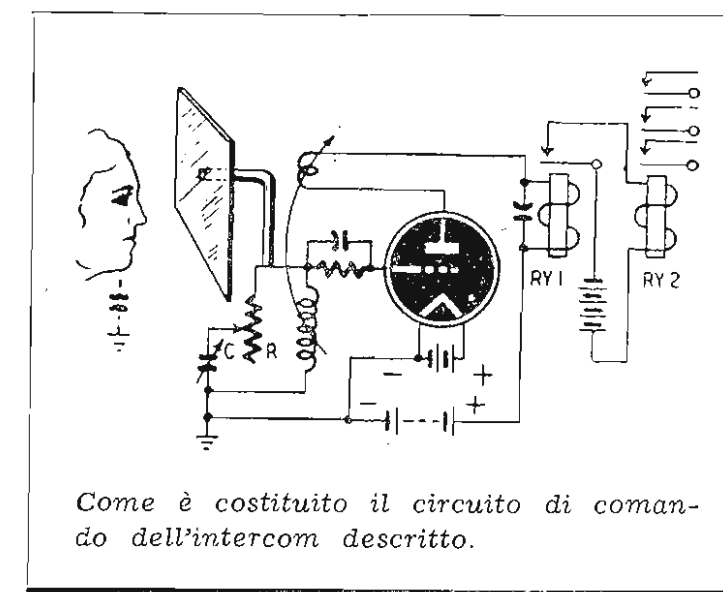 RY 1
RY 2
C
R
-
+
-
+
Come è costituito il circuito di coman-
do dell'intercom descritto.